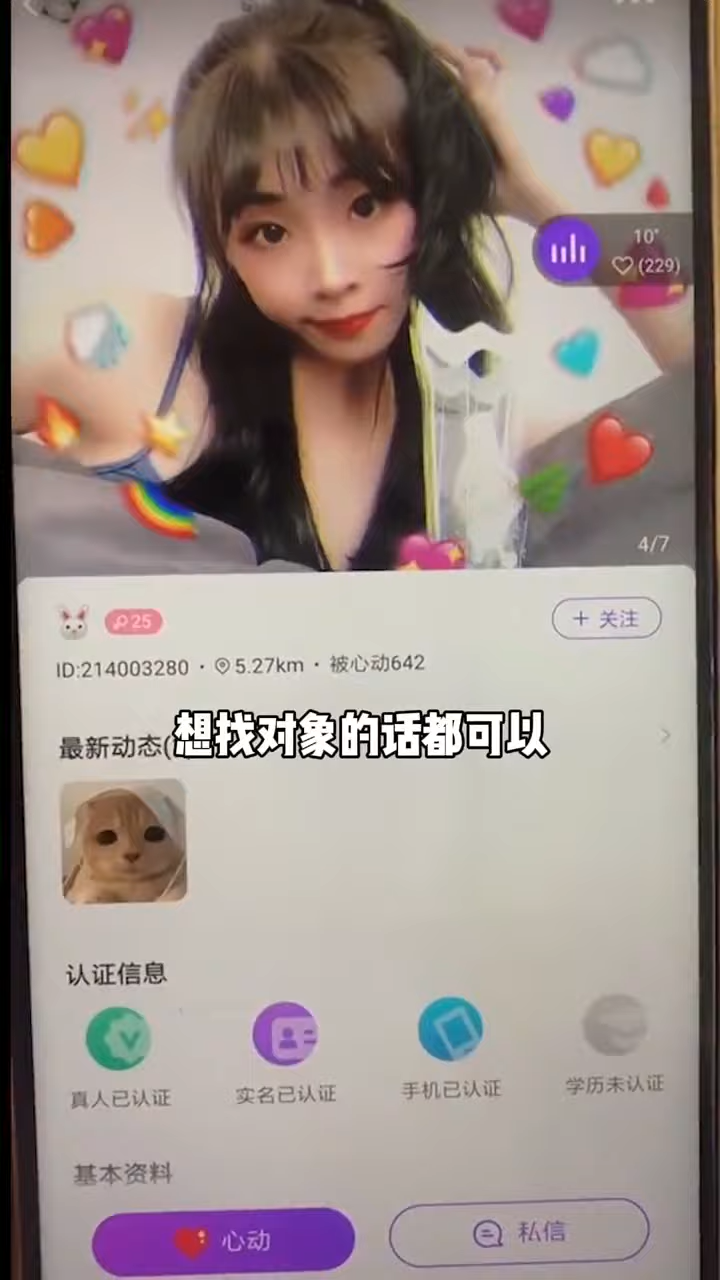 10"
(229)
4/7
25
+ 关注
ID:214003280 · 5.27km · 被心动642
最新动态(
想找对象的话都可以
认证信息
真人已认证
实名已认证
手机已认证
学历未认证
基本资料
心动
私信